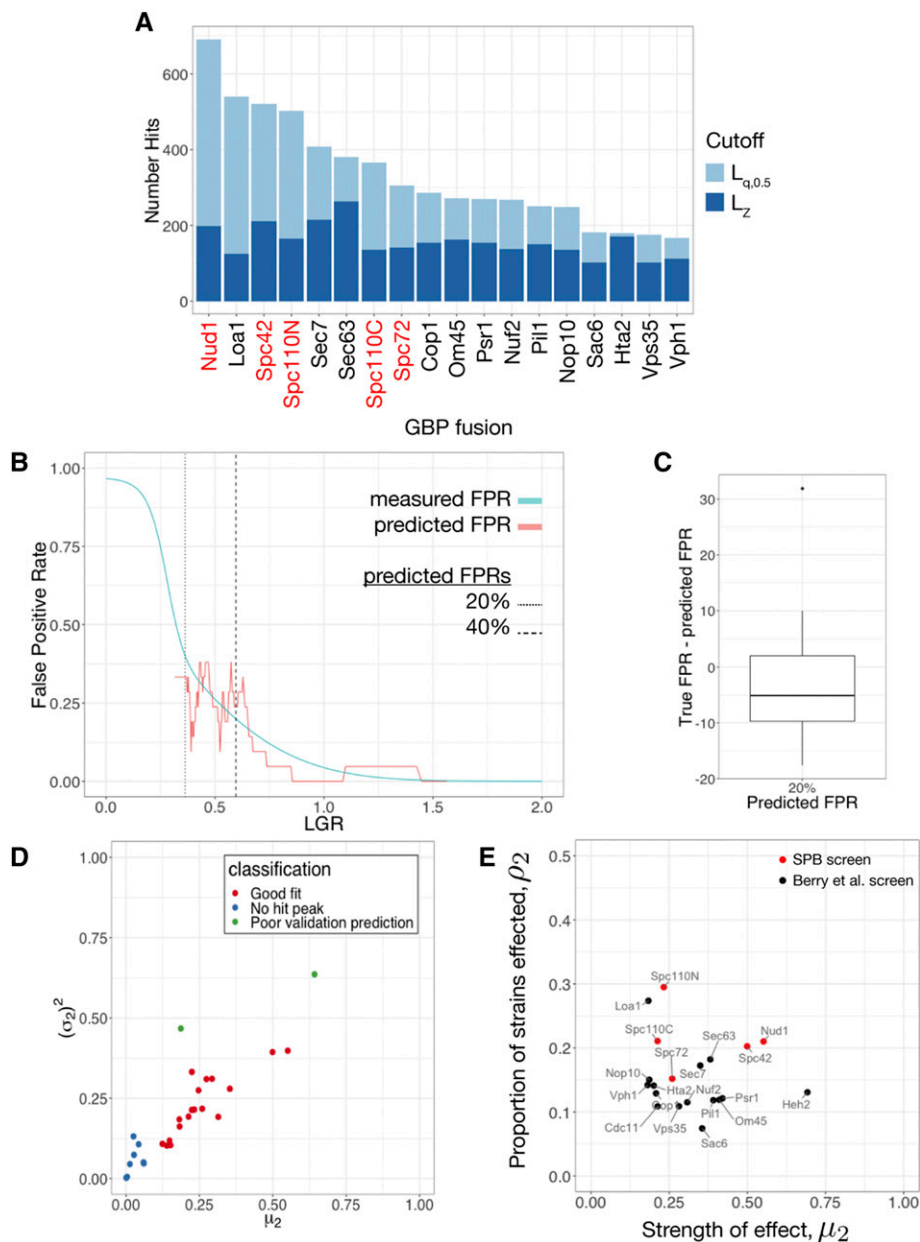 A
Number Hits
600
400
200
0
Cutoff
Lq,0.5
LZ
Nud1
Loa1
Spc42
Spc110N
Sec7
Sec63
Spc110C
Spc72
Cop1
Om45
Psr1
Nuf2
Pil1
Nop10
Sac6
Hta2
Vps35
Vph1
GBP fusion
B
False Positive Rate
1.00
0.75
0.50
0.25
0.00
measured FPR
predicted FPR
predicted FPRs
20%
40%
0.0
0.5
1.0
1.5
2.0
LGR
C
True FPR - predicted FPR
30
20
10
0
-10
-20
20%
Predicted FPR
D
(σ2)²
1.00
0.75
0.50
0.25
0.00
classification
Good fit
No hit peak
Poor validation prediction
0.00
0.25
0.50
0.75
1.00
μ2
E
Proportion of strains effected, ρ2
0.5
0.4
0.3
0.2
0.1
0.0
SPB screen
Berry et al. screen
Spc110N
Loa1
Spc110C
Spc72
Sec63
Nud1
Sec7
Spc42
Nop10
Vph1
Hta2
Nuf2
Cop1
Pil1
Psr1
Heh2
Cdc11
Vps35
Om45
Sac6
0.00
0.25
0.50
0.75
1.00
Strength of effect, μ2